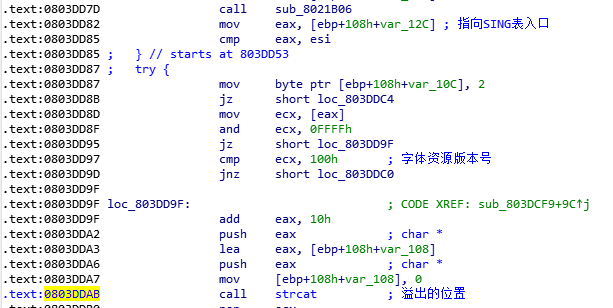 .text:0803DD7D call sub_8021B06
.text:0803DD82 mov eax, [ebp+108h+var_12C] ; 指向SING表入口
.text:0803DD85 cmp eax, esi
.text:0803DD85 ; } // starts at 803DD53
.text:0803DD87 ; try {
.text:0803DD87 mov byte ptr [ebp+108h+var_10C], 2
.text:0803DD8B jz short loc_803DDC4
.text:0803DD8D mov ecx, [eax]
.text:0803DD8F and ecx, 0FFFFh
.text:0803DD95 jz short loc_803DD9F
.text:0803DD97 cmp ecx, 100h ; 字体资源版本号
.text:0803DD9D jnz short loc_803DDC0
.text:0803DD9F
.text:0803DD9F loc_803DD9F: ; CODE XREF: sub_803DCF9+9C↑j
.text:0803DD9F add eax, 10h
.text:0803DDA2 push eax ; char *
.text:0803DDA3 lea eax, [ebp+108h+var_108]
.text:0803DDA6 push eax ; char *
.text:0803DDA7 mov [ebp+108h+var_108], 0
.text:0803DDAB call strcat ; 溢出的位置